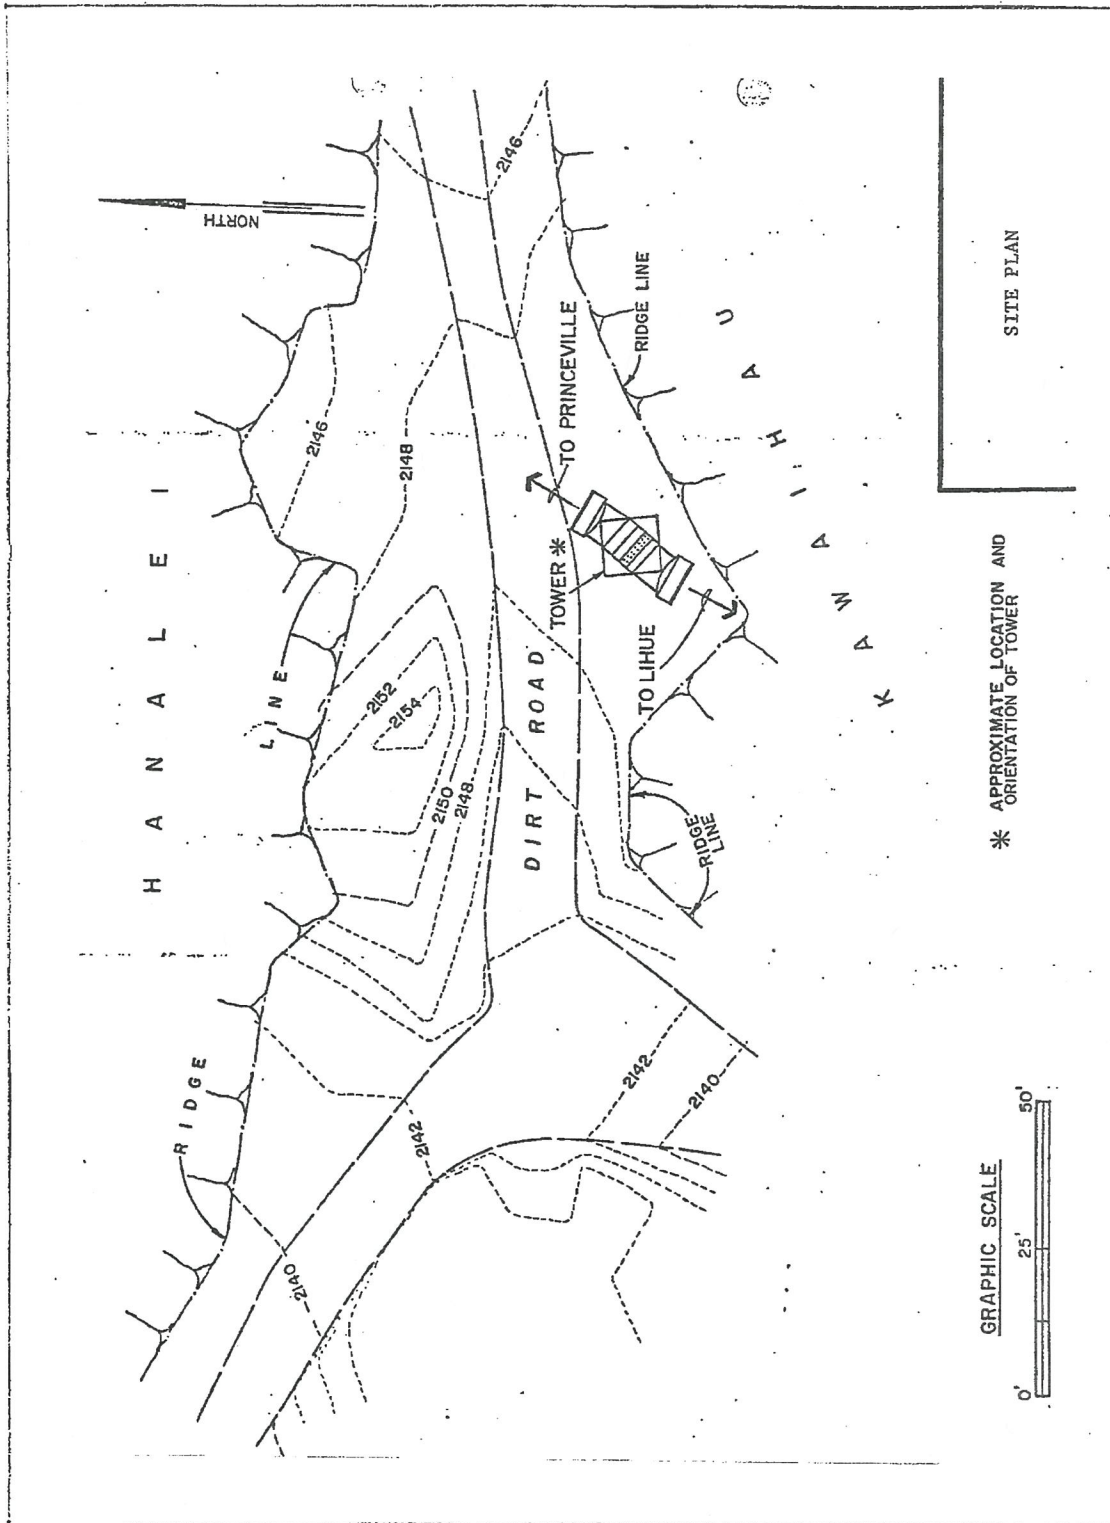 HANALEI
RIDGE LINE
NORTH
2146
2146
2148
2152
2154
2150
2148
2142
2140
2142
2140
DIRT ROAD
TOWER *
TO PRINCEVILLE
TO LIHUE
RIDGE LINE
RIDGE
LINE
KAWAIHAU
GRAPHIC SCALE
0' 25' 50'
* APPROXIMATE LOCATION AND
ORIENTATION OF TOWER
SITE PLAN